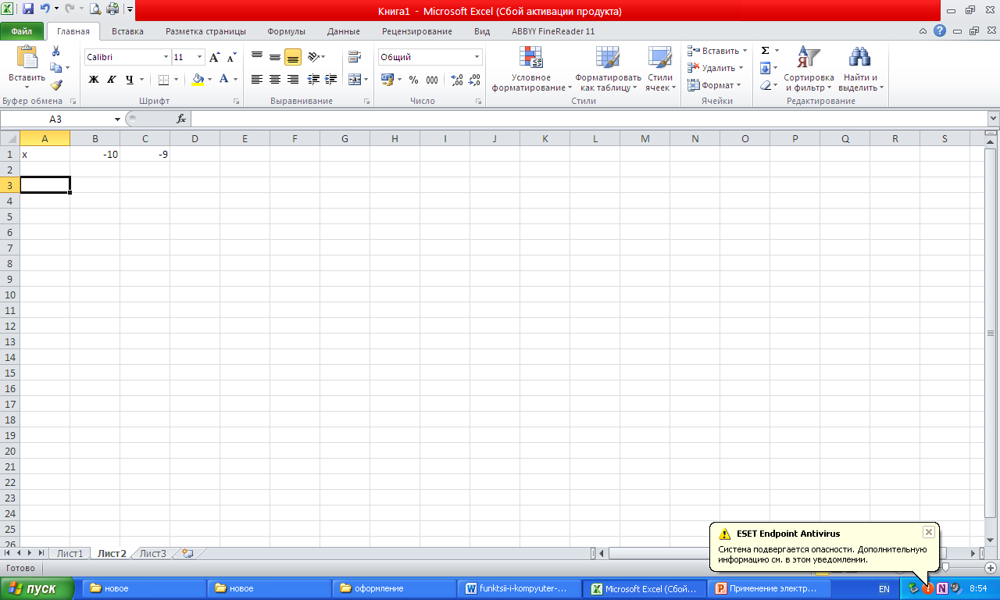 Книга1 - Microsoft Excel (Сбой активации продукта)
Файл Главная Вставка Разметка страницы Формулы Данные Рецензирование Вид ABBYY FineReader 11
Вставить
Буфер обмена
Calibri 11
Ж К Ч А
Шрифт
Выравнивание
Общий
% 000
Число
Условное форматирование
Форматировать как таблицу
Стили ячеек
Стили
Вставить
Удалить
Формат
Ячейки
Σ
Сортировка и фильтр
Найти и выделить
Редактирование
A3 fx
A B C D E F G H I J K L M N O P Q R S
1 x -10 -9
2
3
4
5
6
7
8
9
10
11
12
13
14
15
16
17
18
19
20
21
22
23
24
25
26
ESET Endpoint Antivirus
Система подвергается опасности. Дополнительную
информацию см. в этом уведомлении.
Лист1 Лист2 Лист3
Готово
пуск новое новое оформление funktsii-i-kompyuter-... Microsoft Excel (Сбой... Применение электр... EN 8:54